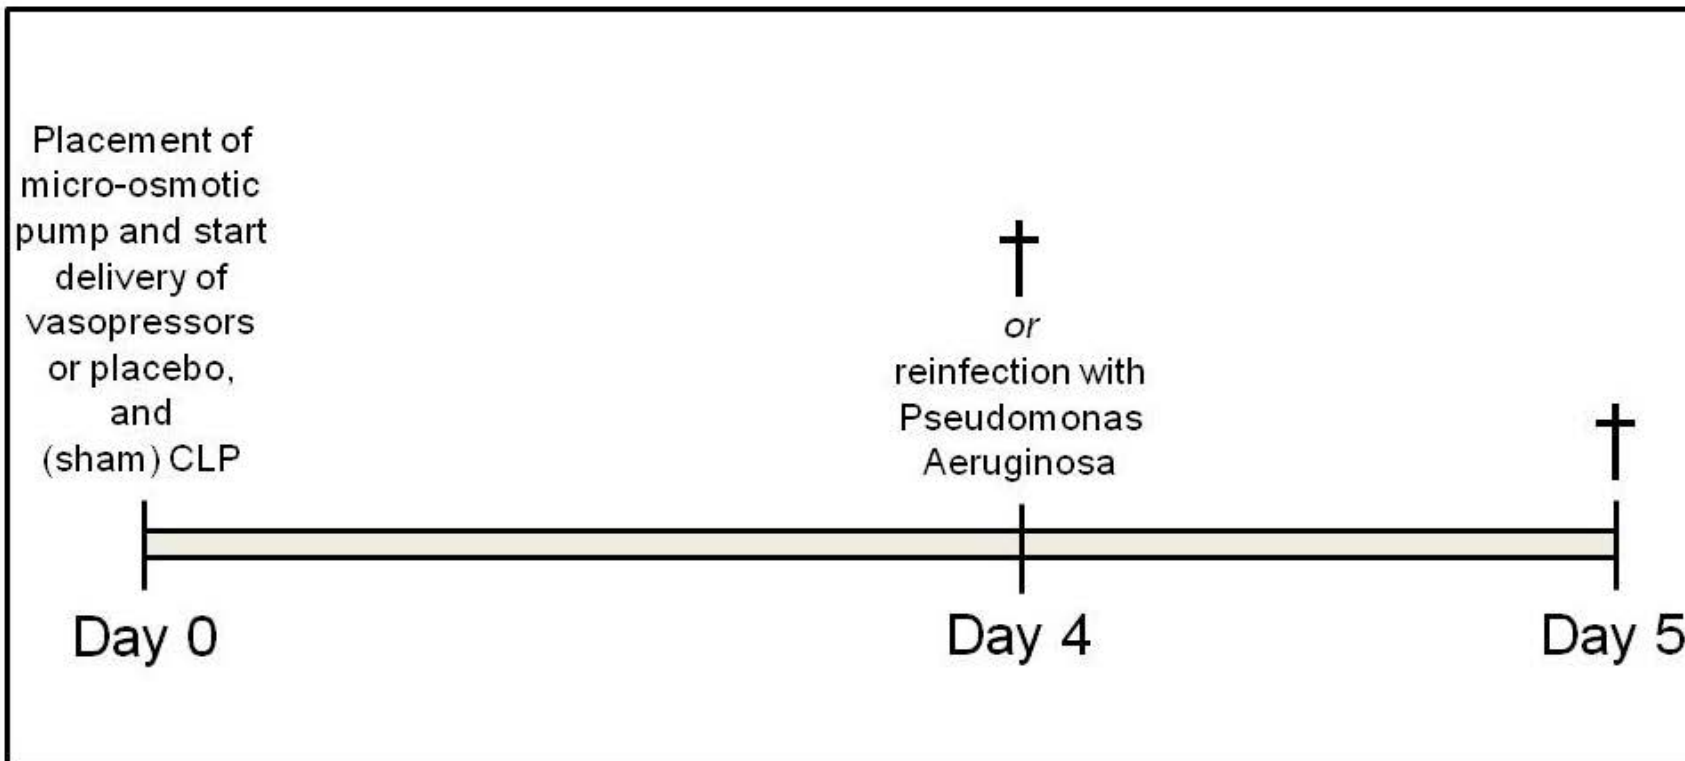 Placement of
micro-osmotic
pump and start
delivery of
vasopressors
or placebo,
and
(sham) CLP
or
reinfection with
Pseudomonas
Aeruginosa
Day 0
Day 4
Day 5